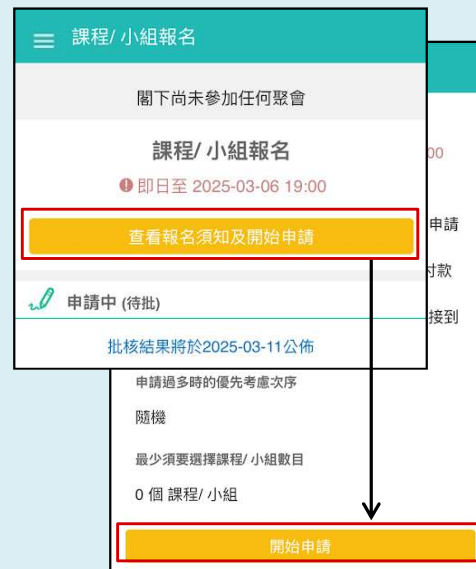 課程/ 小組報名
閣下尚未參加任何聚會
課程/ 小組報名
即日至 2025-03-06 19:00
查看報名須知及開始申請
申請中 (待批)
批核結果將於2025-03-11公佈
00
申請
付款
接到
申請過多時的優先考慮次序
隨機
最少須要選擇課程/ 小組數目
0 個 課程/ 小組
開始申請